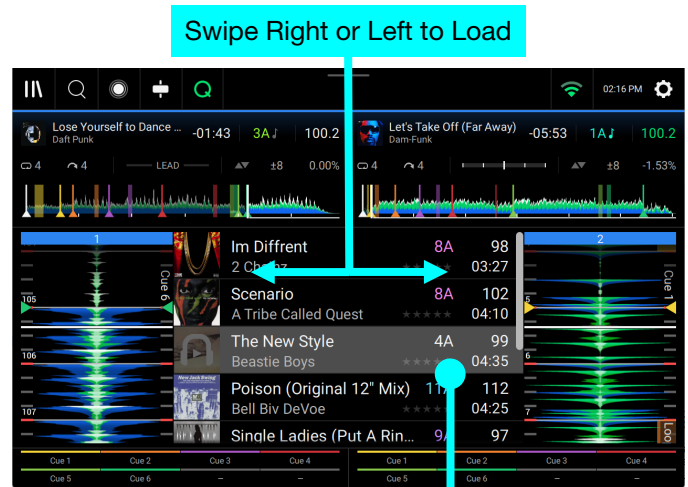 Swipe Right or Left to Load
02:16 PM
Lose Yourself to Dance ...
Daft Punk
-01:43
3A
100.2
Let's Take Off (Far Away)
Dam-Funk
-05:53
1A
100.2
4
4
LEAD
±8
0.00%
4
4
±8
-1.53%
1
Cue 6
105
106
107
Im Diffrent
8A
98
2 Chainz
03:27
Scenario
8A
102
A Tribe Called Quest
04:10
The New Style
4A
99
Beastie Boys
04:35
Poison (Original 12" Mix)
11A
112
Bell Biv DeVoe
04:25
Single Ladies (Put A Rin...
9A
97
2
Cue 1
5
6
7
Loo
Cue 1
Cue 2
Cue 3
Cue 4
Cue 1
Cue 2
Cue 3
Cue 4
Cue 5
Cue 6
–
–
Cue 5
Cue 6
–
–